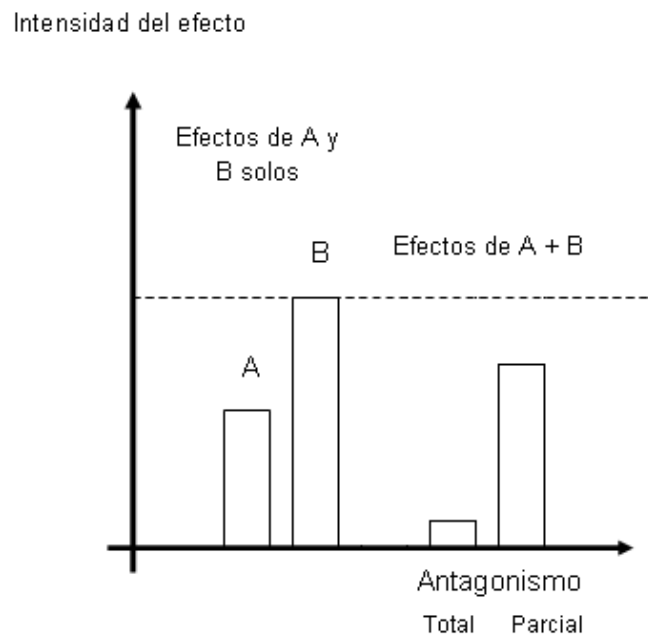 Intensidad del efecto
Efectos de A y
B solos
B
Efectos de A + B
A
Antagonismo
Total Parcial